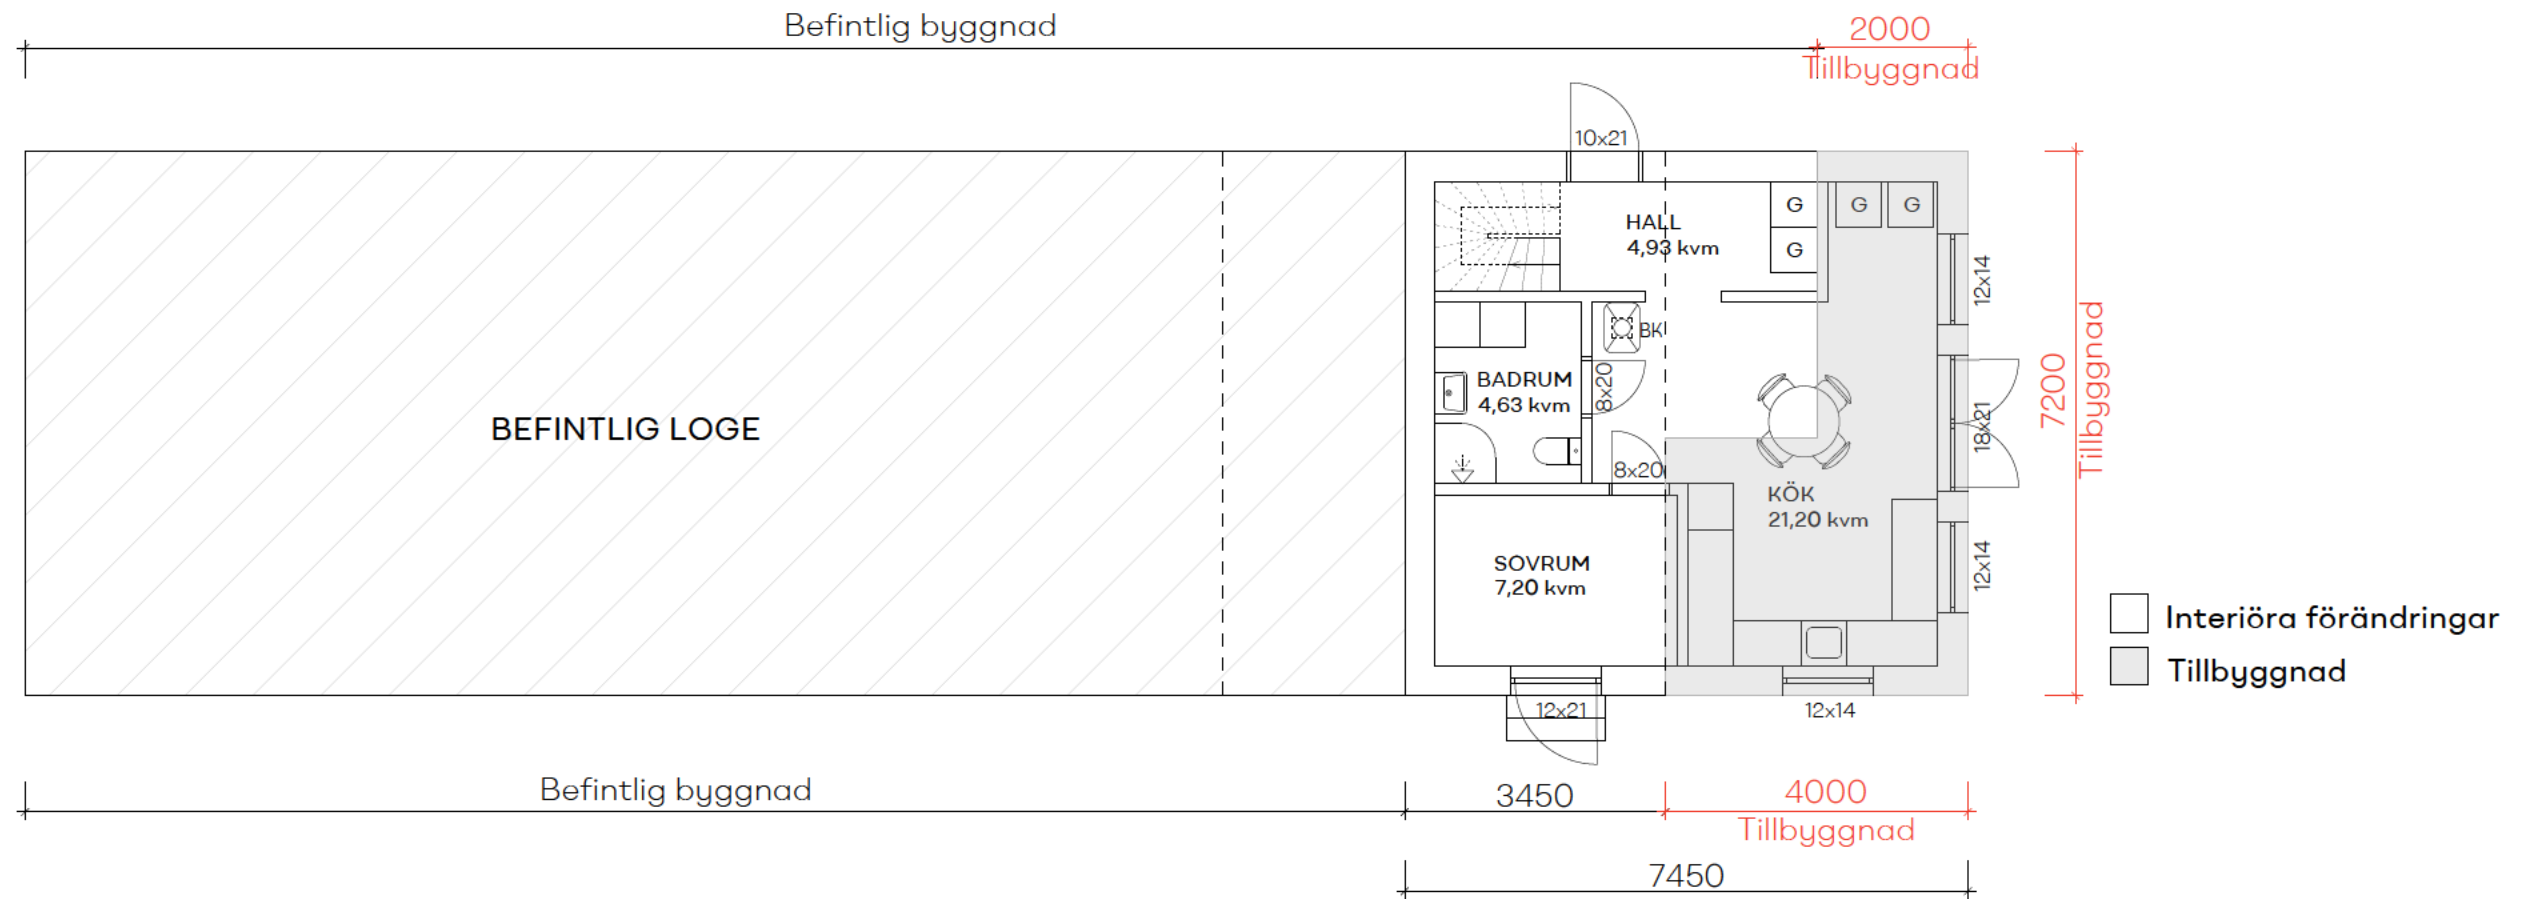 Befintlig byggnad
2000
Tillbyggnad
10x21
HALL
4,93 kvm
G
G
G
G
12x14
BK
BADRUM
4,63 kvm
8x20
BEFINTLIG LOGE
18x21
7200
Tillbyggnad
8x20
KÖK
21,20 kvm
SOVRUM
7,20 kvm
12x14
Interiöra förändringar
Tillbyggnad
12x21
12x14
Befintlig byggnad
3450
4000
Tillbyggnad
7450